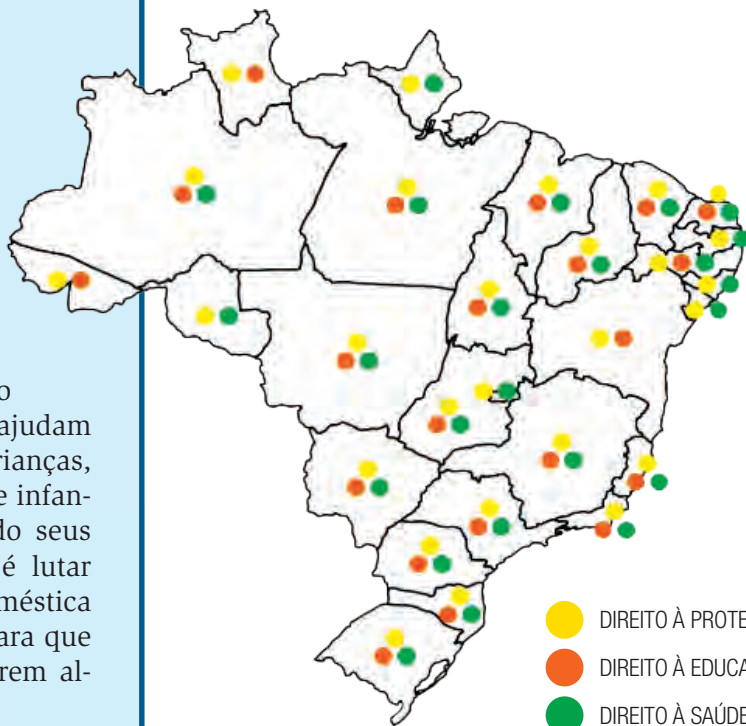 o
ajudam
rianças,
e infan-
do seus
é lutar
méstica
ara que
rem al-
DIREITO À PROTE
DIREITO À EDUCA
DIREITO À SAÚDE